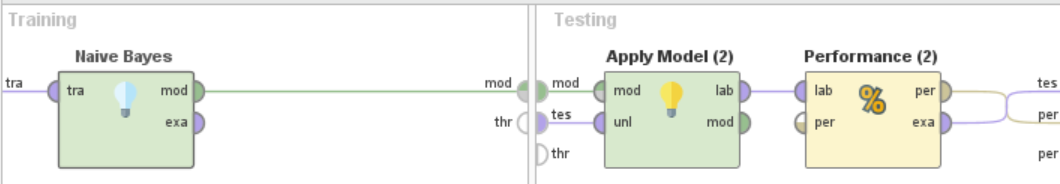 Training
Testing
Naive Bayes
Apply Model (2)
Performance (2)
tra
tra
mod
mod
mod
mod
lab
lab
per
tes
exa
thr
tes
unl
mod
per
exa
per
thr
per